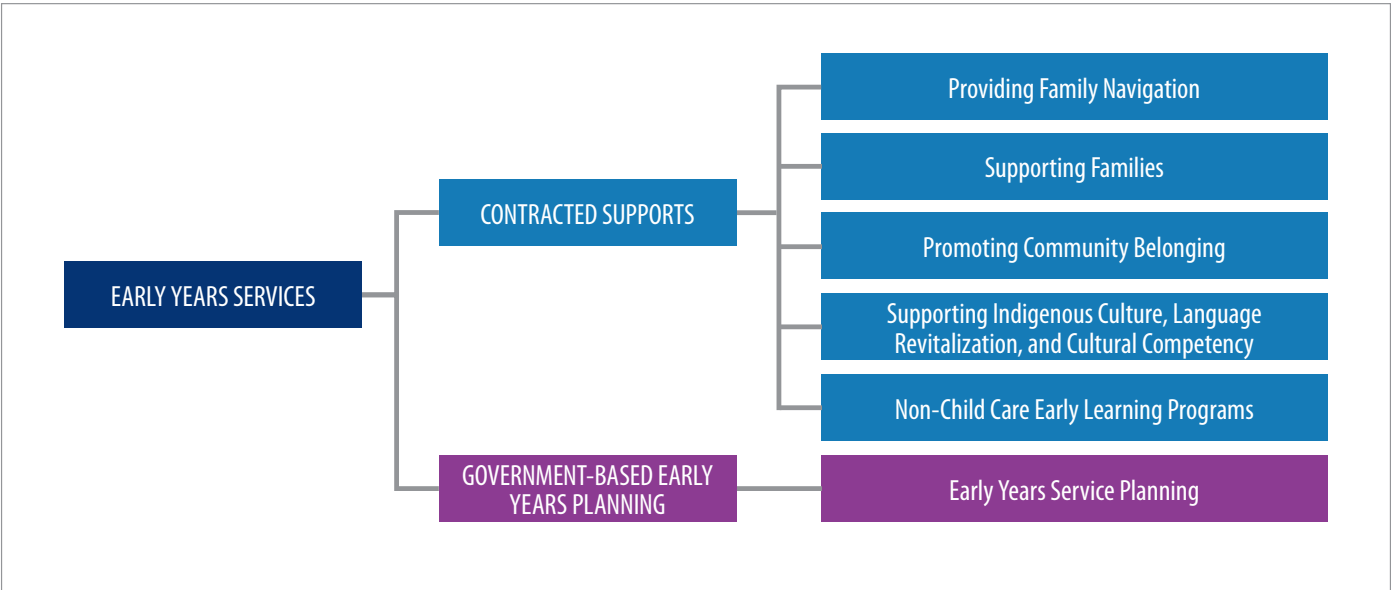 EARLY YEARS SERVICES
CONTRACTED SUPPORTS
Providing Family Navigation
Supporting Families
Promoting Community Belonging
Supporting Indigenous Culture, Language
Revitalization, and Cultural Competency
Non-Child Care Early Learning Programs
GOVERNMENT-BASED EARLY
YEARS PLANNING
Early Years Service Planning